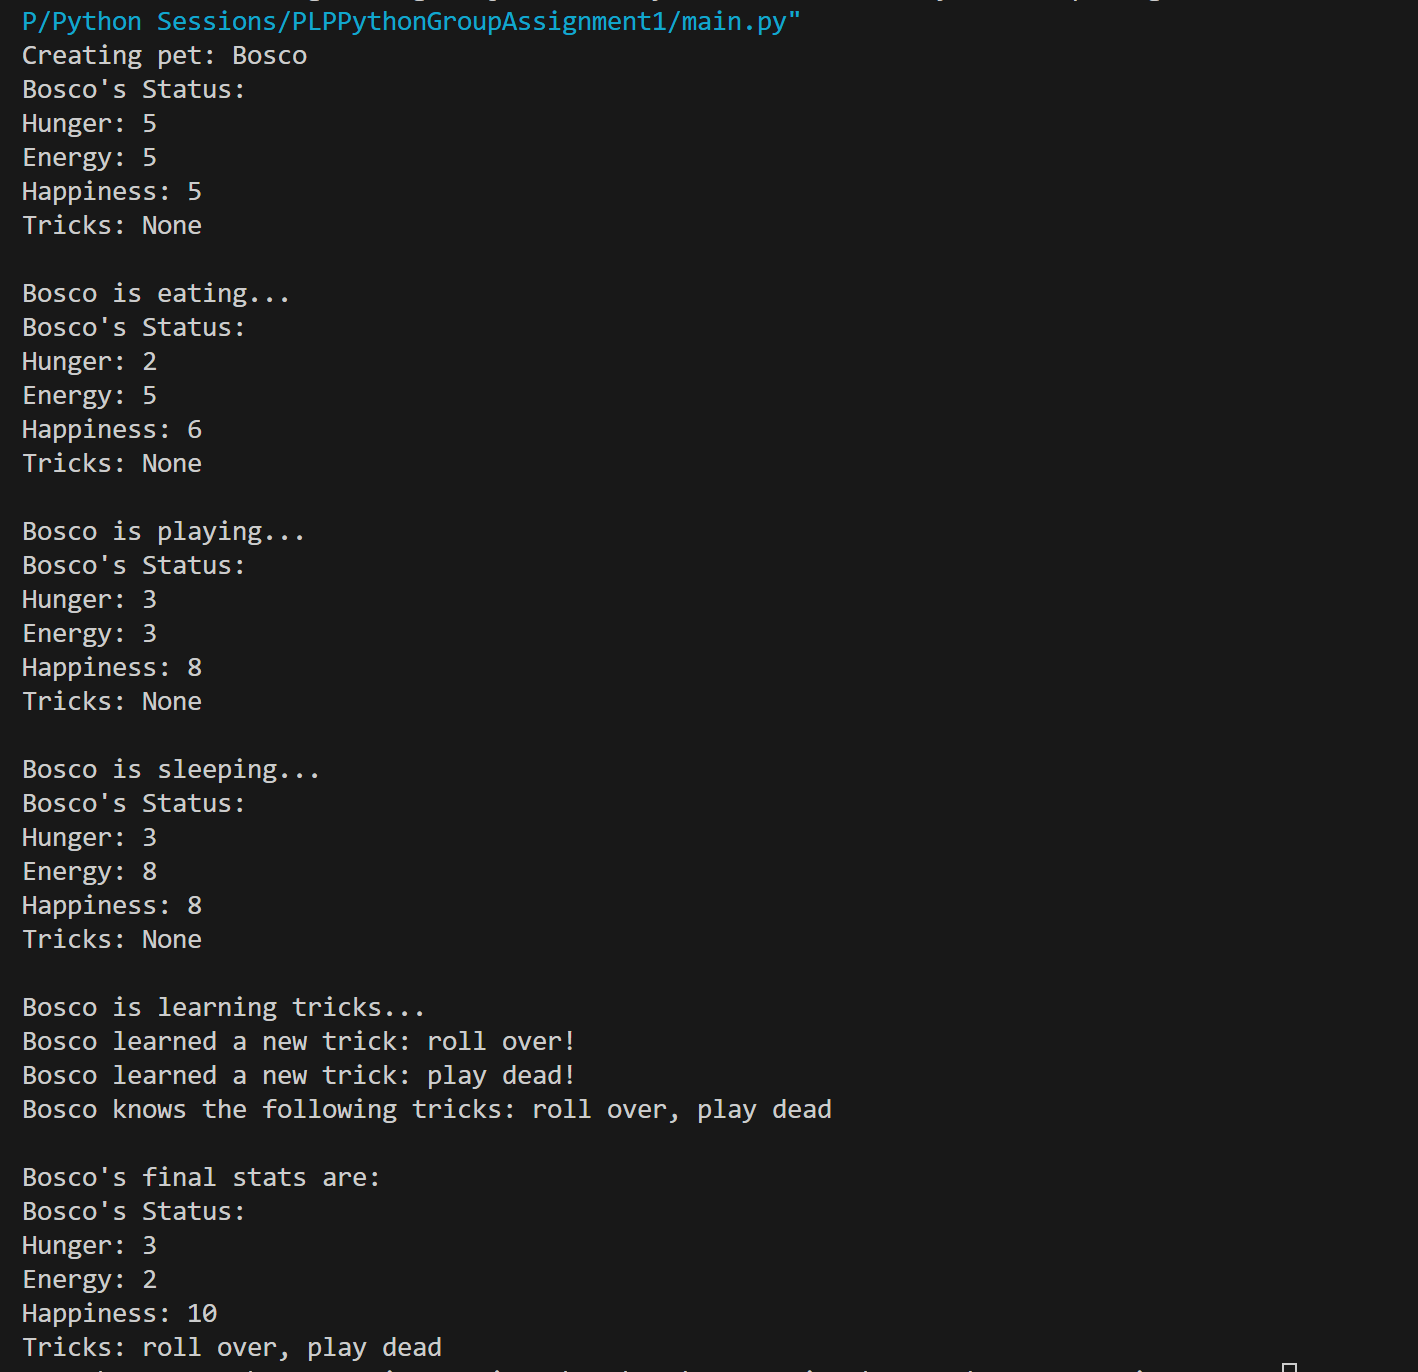 P/Python Sessions/PLPPythonGroupAssignment1/main.py"
Creating pet: Bosco
Bosco's Status:
Hunger: 5
Energy: 5
Happiness: 5
Tricks: None
Bosco is eating...
Bosco's Status:
Hunger: 2
Energy: 5
Happiness: 6
Tricks: None
Bosco is playing...
Bosco's Status:
Hunger: 3
Energy: 3
Happiness: 8
Tricks: None
Bosco is sleeping...
Bosco's Status:
Hunger: 3
Energy: 8
Happiness: 8
Tricks: None
Bosco is learning tricks...
Bosco learned a new trick: roll over!
Bosco learned a new trick: play dead!
Bosco knows the following tricks: roll over, play dead
Bosco's final stats are:
Bosco's Status:
Hunger: 3
Energy: 2
Happiness: 10
Tricks: roll over, play dead